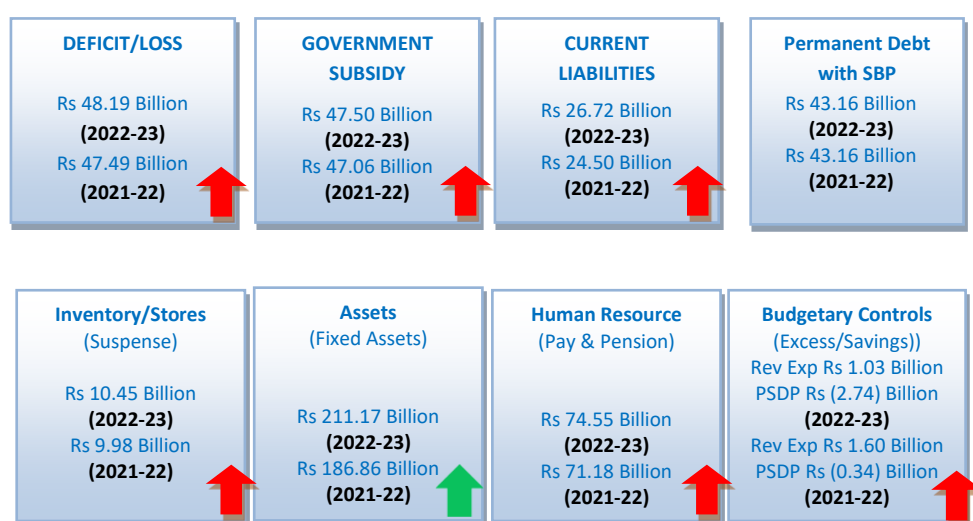 DEFICIT/LOSS
Rs 48.19 Billion
(2022-23)
Rs 47.49 Billion
(2021-22)
GOVERNMENT
SUBSIDY
Rs 47.50 Billion
(2022-23)
Rs 47.06 Billion
(2021-22)
CURRENT
LIABILITIES
Rs 26.72 Billion
(2022-23)
Rs 24.50 Billion
(2021-22)
Permanent Debt
with SBP
Rs 43.16 Billion
(2022-23)
Rs 43.16 Billion
(2021-22)
Inventory/Stores
(Suspense)
Rs 10.45 Billion
(2022-23)
Rs 9.98 Billion
(2021-22)
Assets
(Fixed Assets)
Rs 211.17 Billion
(2022-23)
Rs 186.86 Billion
(2021-22)
Human Resource
(Pay & Pension)
Rs 74.55 Billion
(2022-23)
Rs 71.18 Billion
(2021-22)
Budgetary Controls
(Excess/Savings))
Rev Exp Rs 1.03 Billion
PSDP Rs (2.74) Billion
(2022-23)
Rev Exp Rs 1.60 Billion
PSDP Rs (0.34) Billion
(2021-22)